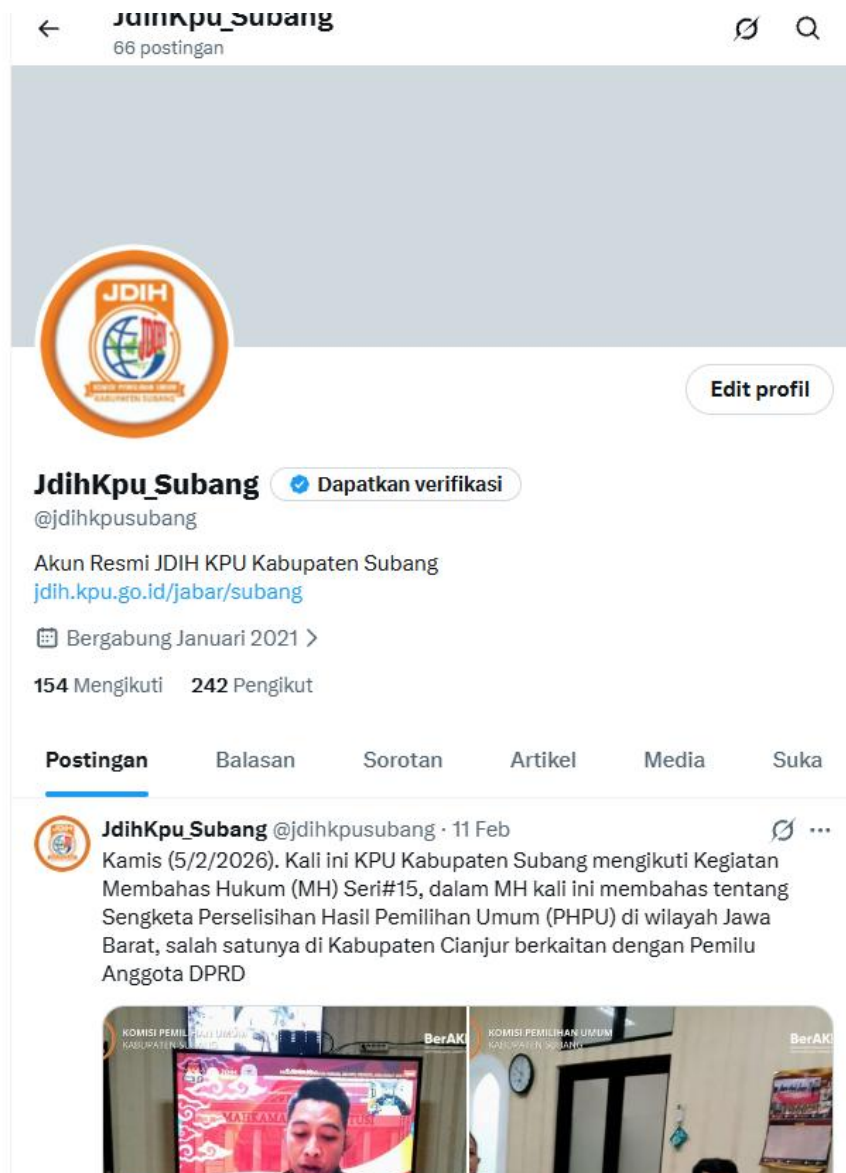 JdihKpu_Subang
66 postingan
JDIH
KOMISI PEMILIHAN UMUM
KABUPATEN SUBANG
Edit profil
JdihKpu_Subang Dapatkan verifikasi
@jdihkpusubang
Akun Resmi JDIH KPU Kabupaten Subang
jdih.kpu.go.id/jabar/subang
Bergabung Januari 2021
154 Mengikuti 242 Pengikut
Postingan Balasan Sorotan Artikel Media Suka
JdihKpu_Subang @jdihkpusubang · 11 Feb
Kamis (5/2/2026). Kali ini KPU Kabupaten Subang mengikuti Kegiatan
Membahas Hukum (MH) Seri#15, dalam MH kali ini membahas tentang
Sengketa Perselisihan Hasil Pemilihan Umum (PHPU) di wilayah Jawa
Barat, salah satunya di Kabupaten Cianjur berkaitan dengan Pemilu
Anggota DPRD
KOMISI PEMILIHAN UMUM
KABUPATEN SUBANG
BerAK
KOMISI PEMILIHAN UMUM
KABUPATEN SUBANG
BerAK